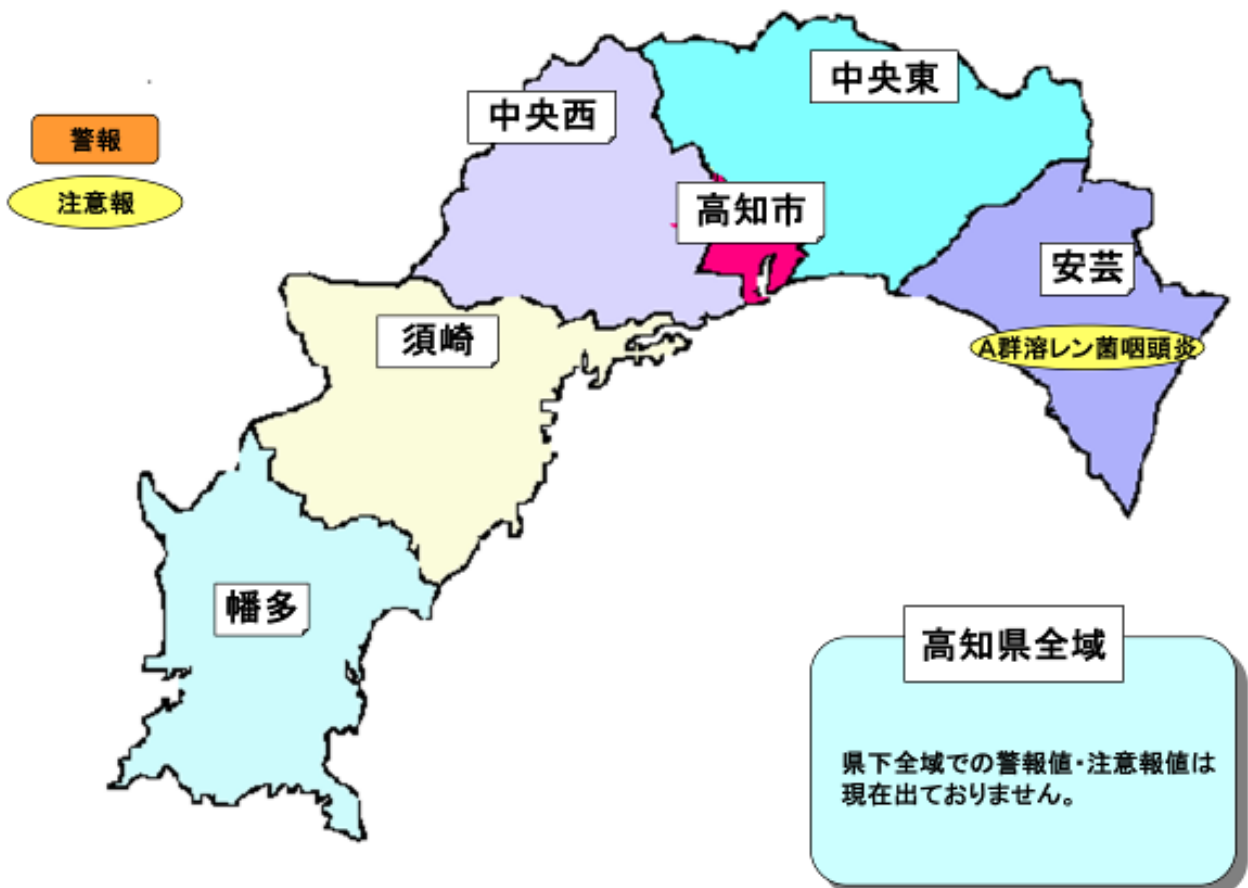 中央東
中央西
警報
注意報
高知市
安芸
須崎
A群溶レン菌咽頭炎
幡多
高知県全域
県下全域での警報値・注意報値は
現在出ておりません。